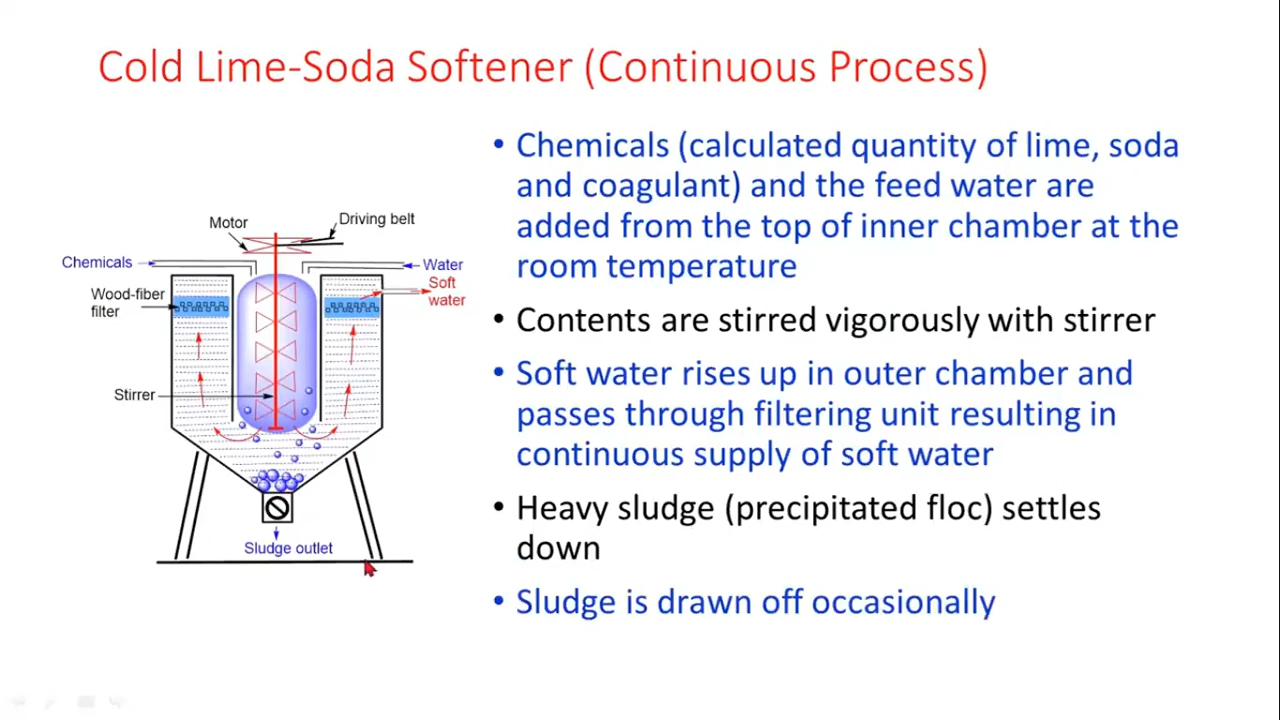 Cold Lime-Soda Softener (Continuous Process)
Motor
Driving belt
Chemicals
Water
Soft
water
Wood-fiber
filter
Stirrer
Sludge outlet
• Chemicals (calculated quantity of lime, soda
and coagulant) and the feed water are
added from the top of inner chamber at the
room temperature
• Contents are stirred vigorously with stirrer
• Soft water rises up in outer chamber and
passes through filtering unit resulting in
continuous supply of soft water
• Heavy sludge (precipitated floc) settles
down
• Sludge is drawn off occasionally